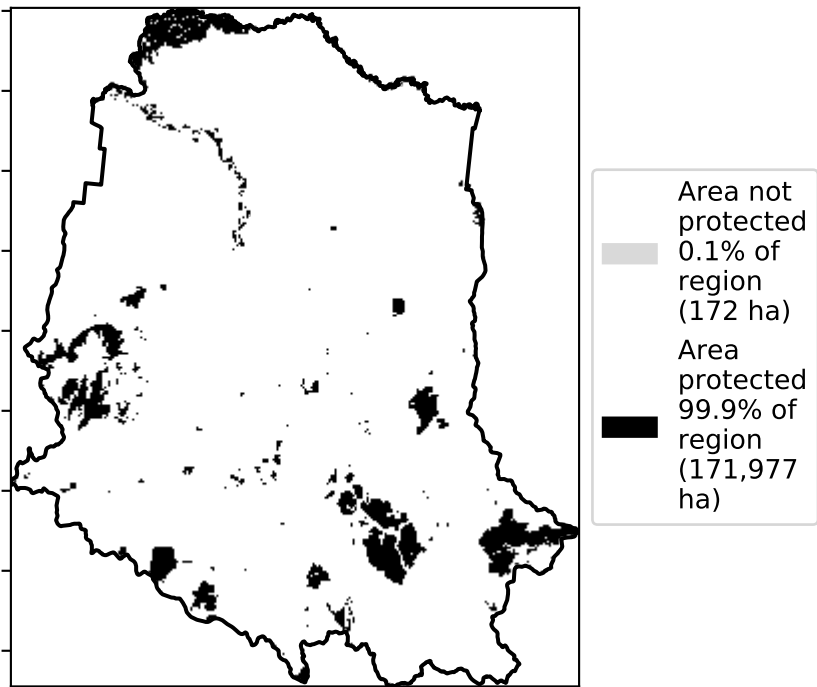 Area not
protected
0.1% of
region
(172 ha)
Area
protected
99.9% of
region
(171,977
ha)